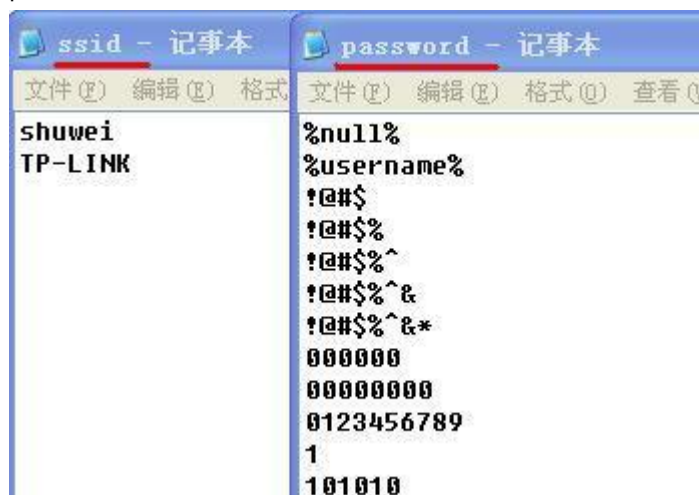 ssid - 记事本
文件(F) 编辑(E) 格式
shuwei
TP-LINK
password - 记事本
文件(F) 编辑(E) 格式(O) 查看
%null%
%username%
!@#$
!@#$%
!@#$%^
!@#$%^&
!@#$%^&*
000000
00000000
0123456789
1
101010